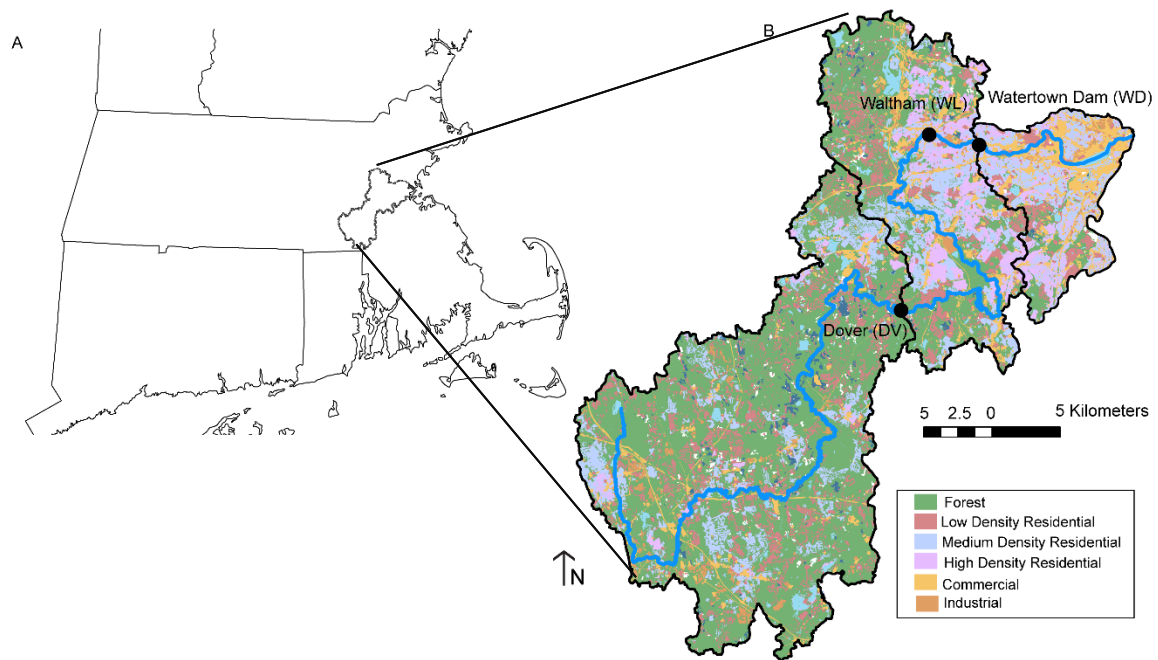 A
B
Waltham (WL)
Watertown Dam (WD)
Dover (DV)
5 2.5 0 5 Kilometers
N
Forest
Low Density Residential
Medium Density Residential
High Density Residential
Commercial
Industrial